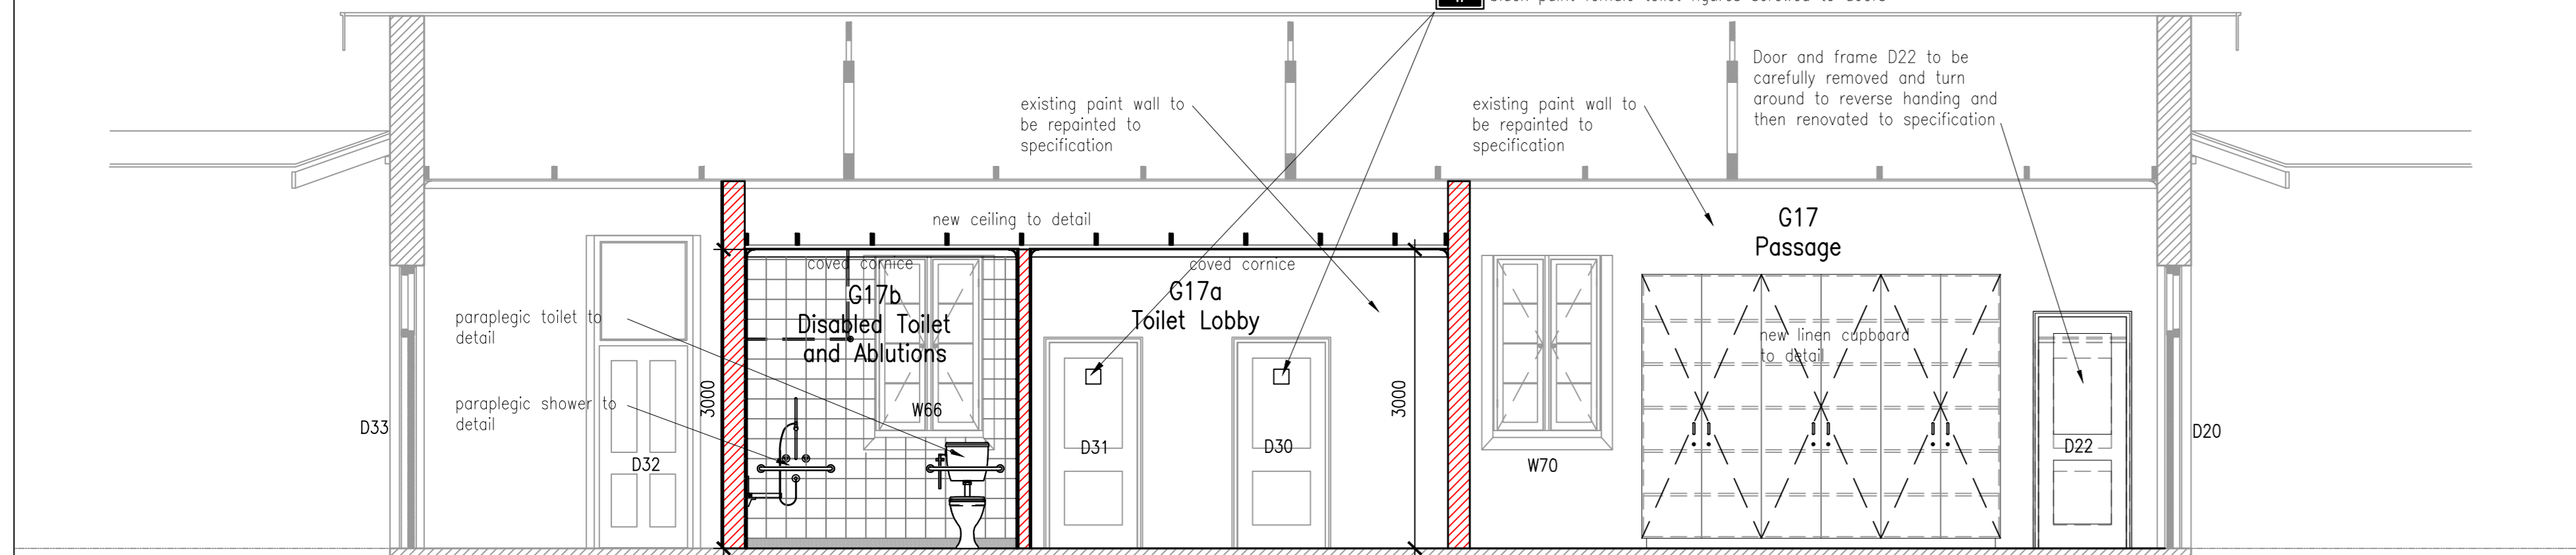 Door and frame D22 to be
carefully removed and turn
around to reverse handing and
then renovated to specification
existing paint wall to
be repainted to
specification
existing paint wall to
be repainted to
specification
new ceiling to detail
G17
Passage
coved cornice
coved cornice
G17b
Disabled Toilet
and Ablutions
G17a
Toilet Lobby
paraplegic toilet to
detail
new linen cupboard
to detail
paraplegic shower to
detail
3000
3000
W66
D33
D32
D31
D30
W70
D22
D20